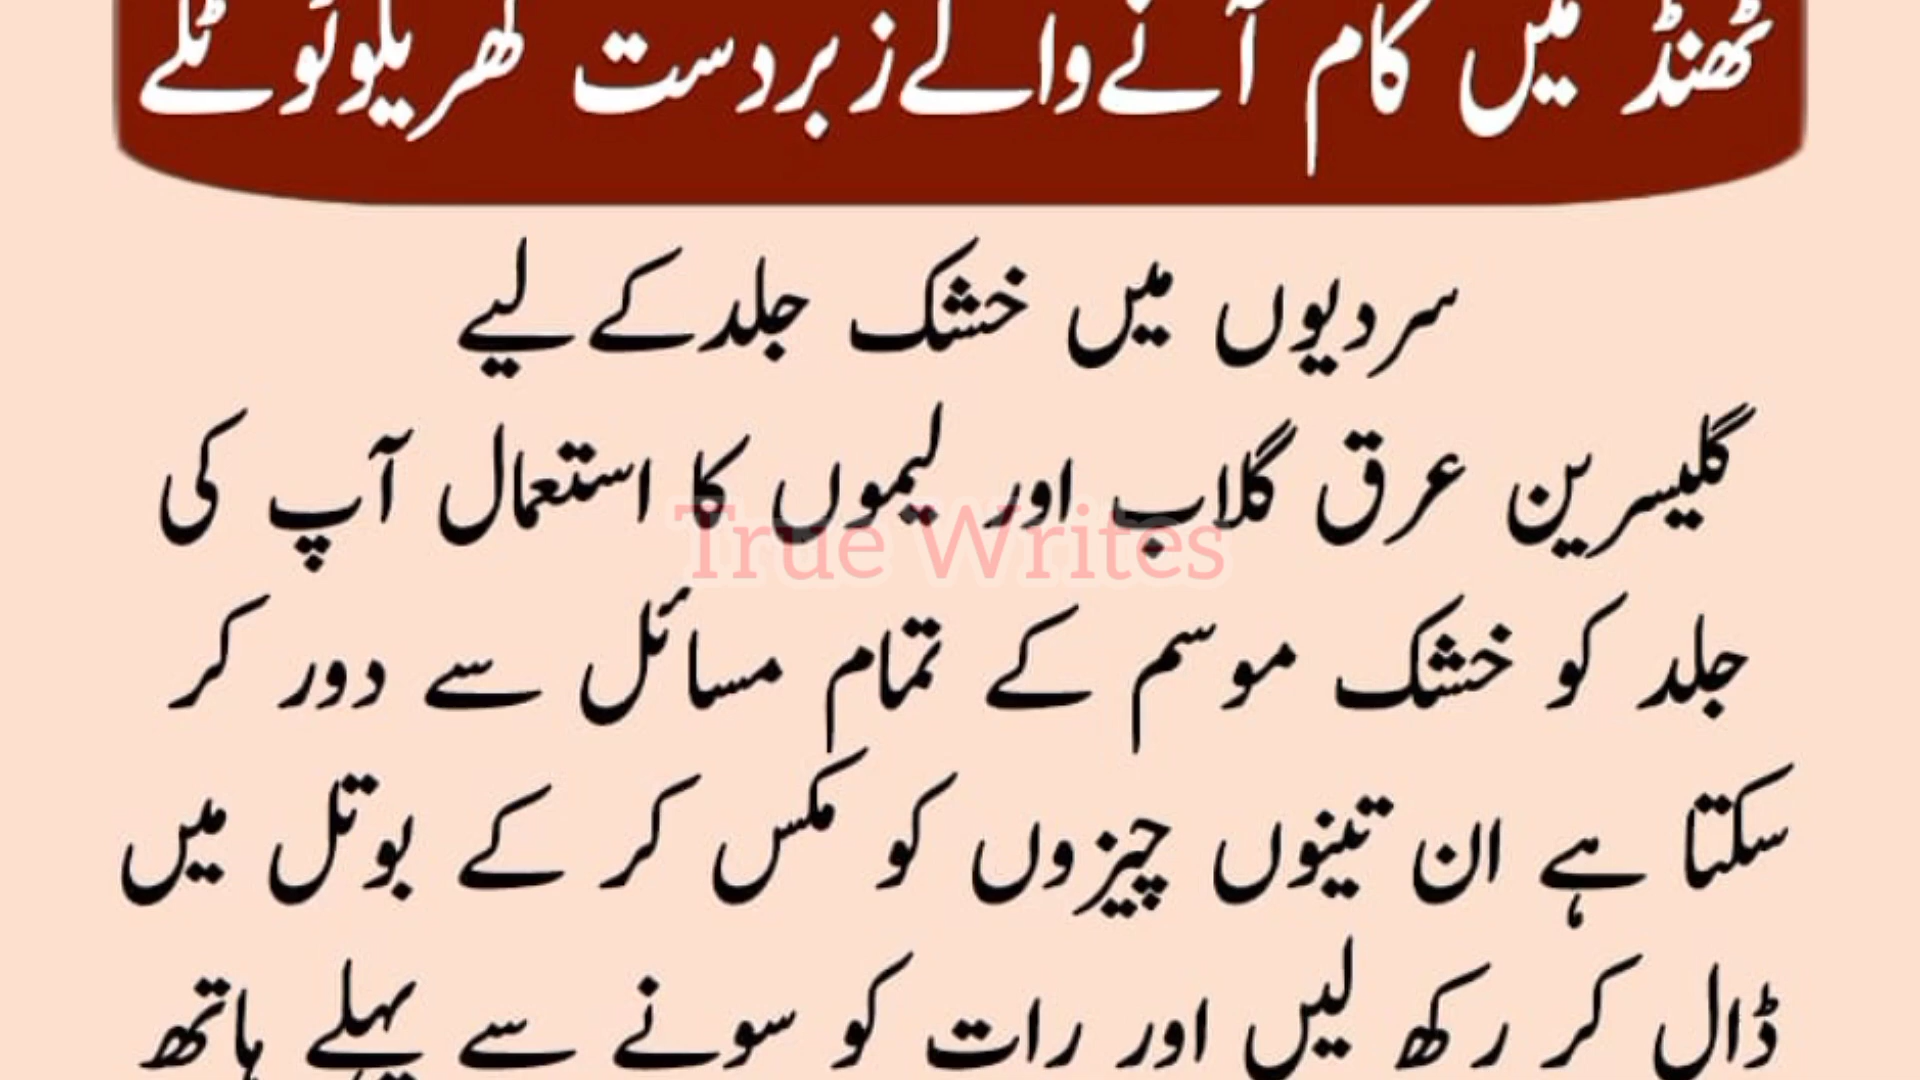 ٹھنڈ میں کام آنے والے زبردست گھریلو ٹوٹکے
سردیوں میں خشک جلد کے لیے
گلیسرین عرق گلاب اور لیموں کا استعمال آپ کی
True Writes
جلد کو خشک موسم کے تمام مسائل سے دور کر
سکتا ہے ان تینوں چیزوں کو مکس کر کے بوتل میں
ڈال کر رکھ لیں اور رات کو سونے سے پہلے ہاتھ